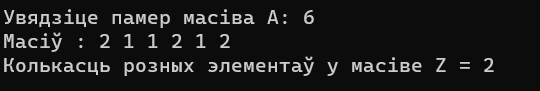 Увядзіце памер масіва A: 6
Масіў : 2 1 1 2 1 2
Колькасць розных элементаў у масіве Z = 2